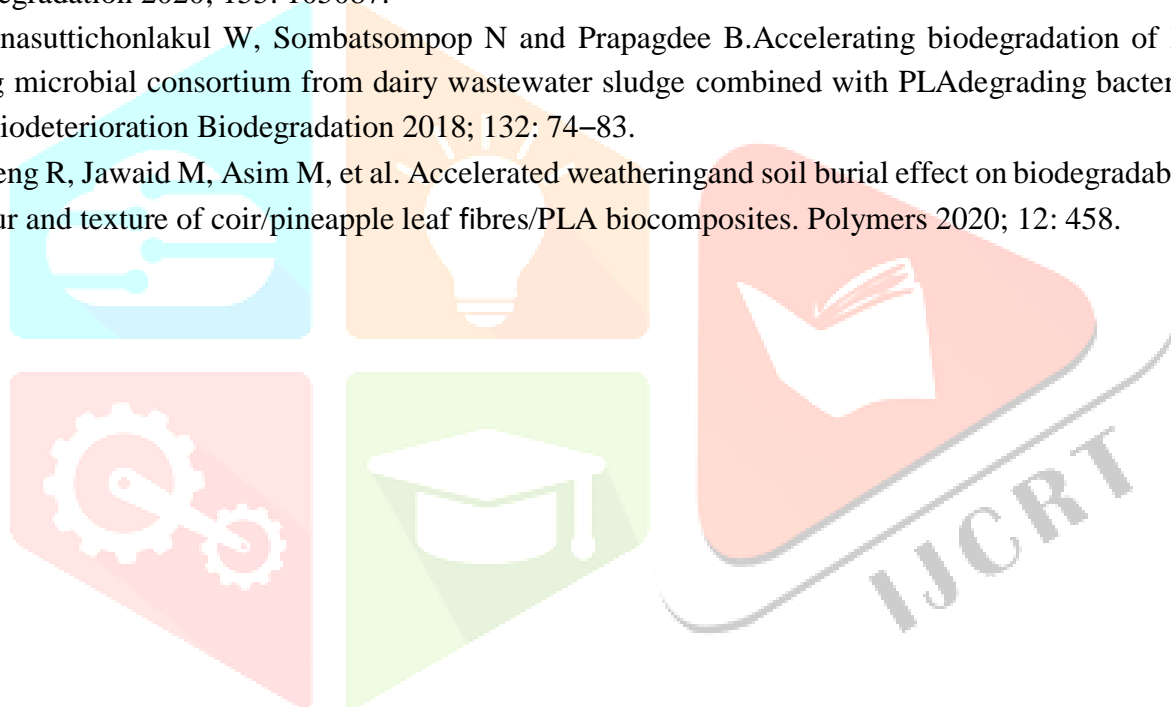 egradation 2020; 153: 105087.
nasuttichonlakul W, Sombatsompop N and Prapagdee B.Accelerating biodegradation of
g microbial consortium from dairy wastewater sludge combined with PLAdegrading bacter
iodeterioration Biodegradation 2018; 132: 74–83.
eng R, Jawaid M, Asim M, et al. Accelerated weatheringand soil burial effect on biodegradab
ur and texture of coir/pineapple leaf fibres/PLA biocomposites. Polymers 2020; 12: 458.
IJCRT